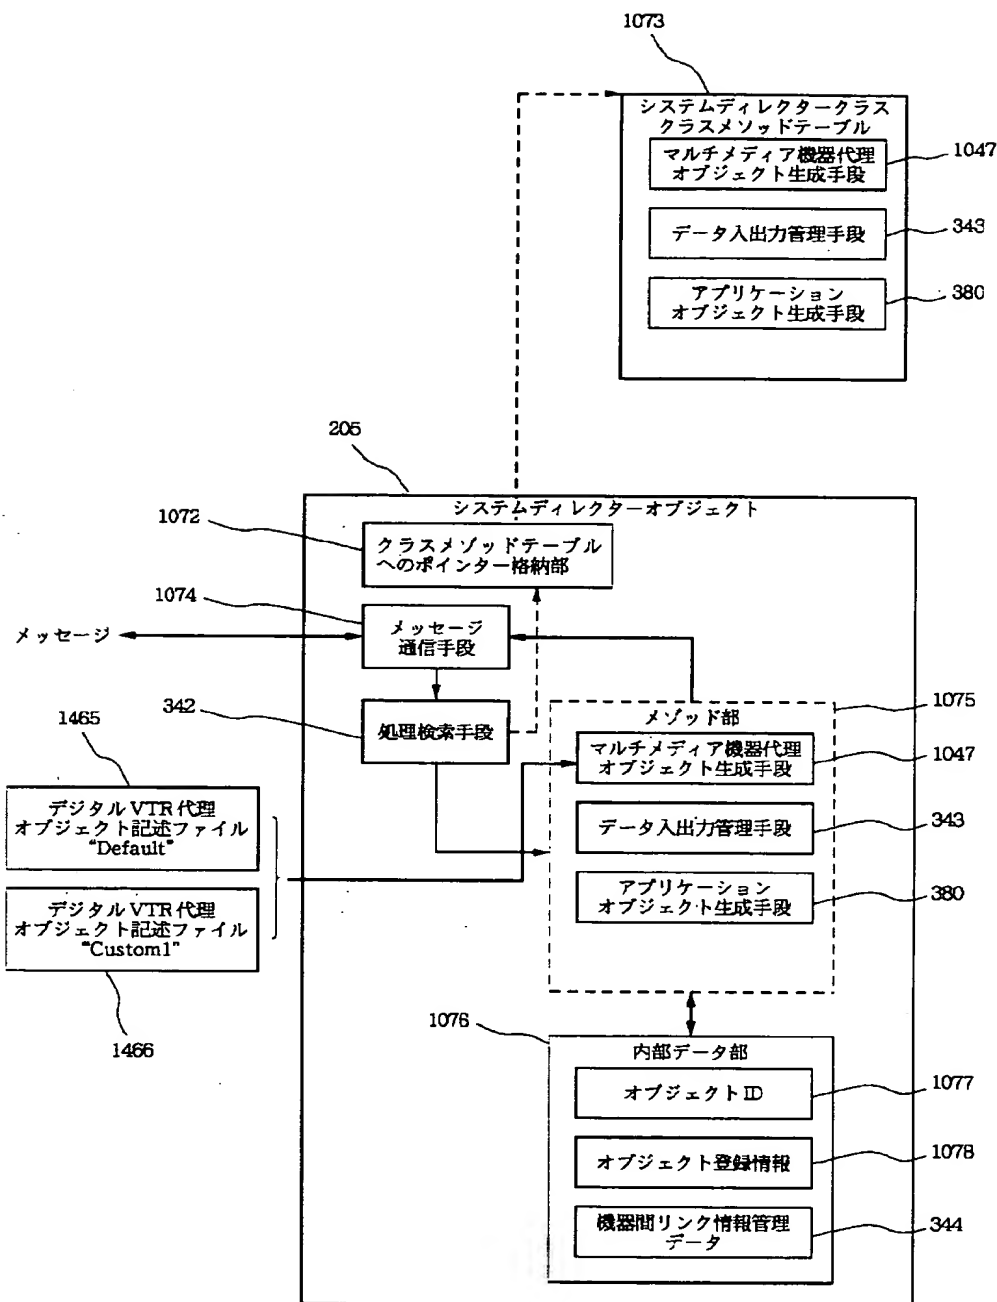 1073
システムディレクタークラス
クラスメソッドテーブル
マルチメディア機器代理
オブジェクト生成手段
1047
データ入出力管理手段
343
アプリケーション
オブジェクト生成手段
380
205
システムディレクターオブジェクト
1072
クラスメゾッドテーブル
へのポインター格納部
1074
メッセージ
メッセージ
通信手段
342
処理検索手段
1075
メゾッド部
マルチメディア機器代理
オブジェクト生成手段
1047
データ入出力管理手段
343
アプリケーション
オブジェクト生成手段
380
1465
デジタルVTR代理
オブジェクト記述ファイル
“Default”
デジタルVTR代理
オブジェクト記述ファイル
“Custom1”
1466
1076
内部データ部
オブジェクトID
1077
オブジェクト登録情報
1078
機器間リンク情報管理
データ
344